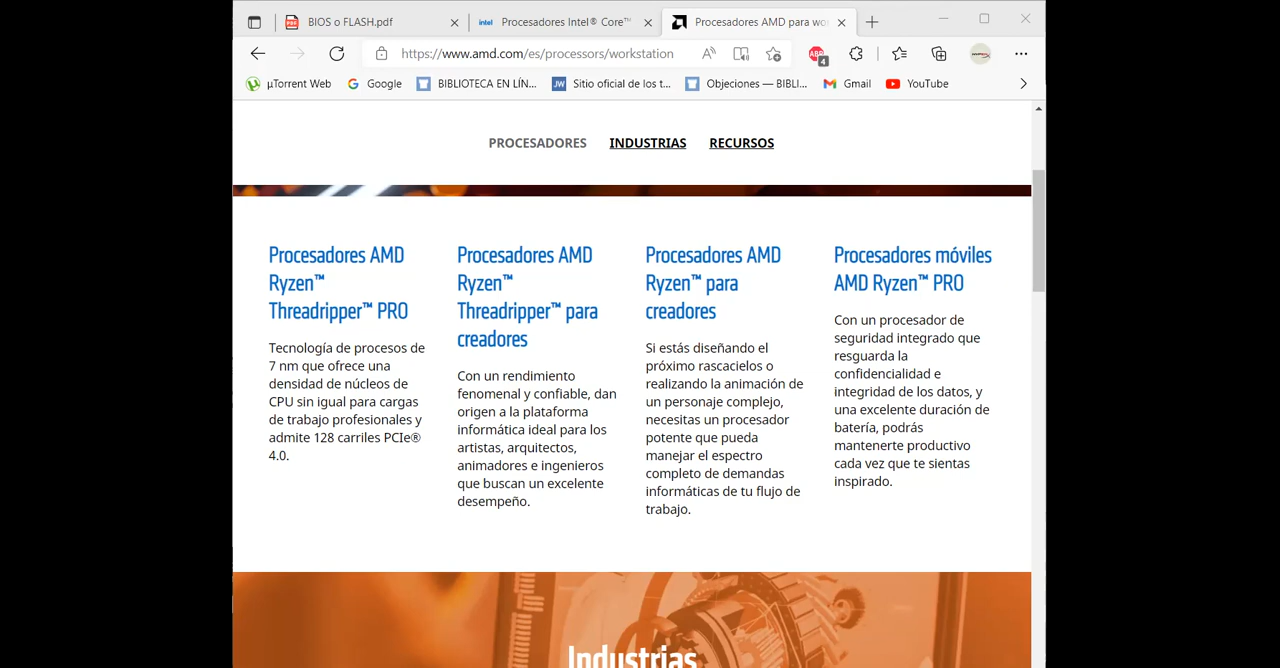 BIOS o FLASH.pdf
intel Procesadores Intel® Core™
Procesadores AMD para wo
https://www.amd.com/es/processors/workstation
ABP
4
µTorrent Web
Google
BIBLIOTECA EN LÍN...
JW Sitio oficial de los t...
Objeciones — BIBLI...
Gmail
YouTube
PROCESADORES
INDUSTRIAS
RECURSOS
Procesadores AMD
Ryzen™
Threadripper™ PRO
Tecnología de procesos de
7 nm que ofrece una
densidad de núcleos de
CPU sin igual para cargas
de trabajo profesionales y
admite 128 carriles PCIe®
4.0.
Procesadores AMD
Ryzen™
Threadripper™ para
creadores
Con un rendimiento
fenomenal y confiable, dan
origen a la plataforma
informática ideal para los
artistas, arquitectos,
animadores e ingenieros
que buscan un excelente
desempeño.
Procesadores AMD
Ryzen™ para
creadores
Si estás diseñando el
próximo rascacielos o
realizando la animación de
un personaje complejo,
necesitas un procesador
potente que pueda
manejar el espectro
completo de demandas
informáticas de tu flujo de
trabajo.
Procesadores móviles
AMD Ryzen™ PRO
Con un procesador de
seguridad integrado que
resguarda la
confidencialidad e
integridad de los datos, y
una excelente duración de
batería, podrás
mantenerte productivo
cada vez que te sientas
inspirado.
Industrias